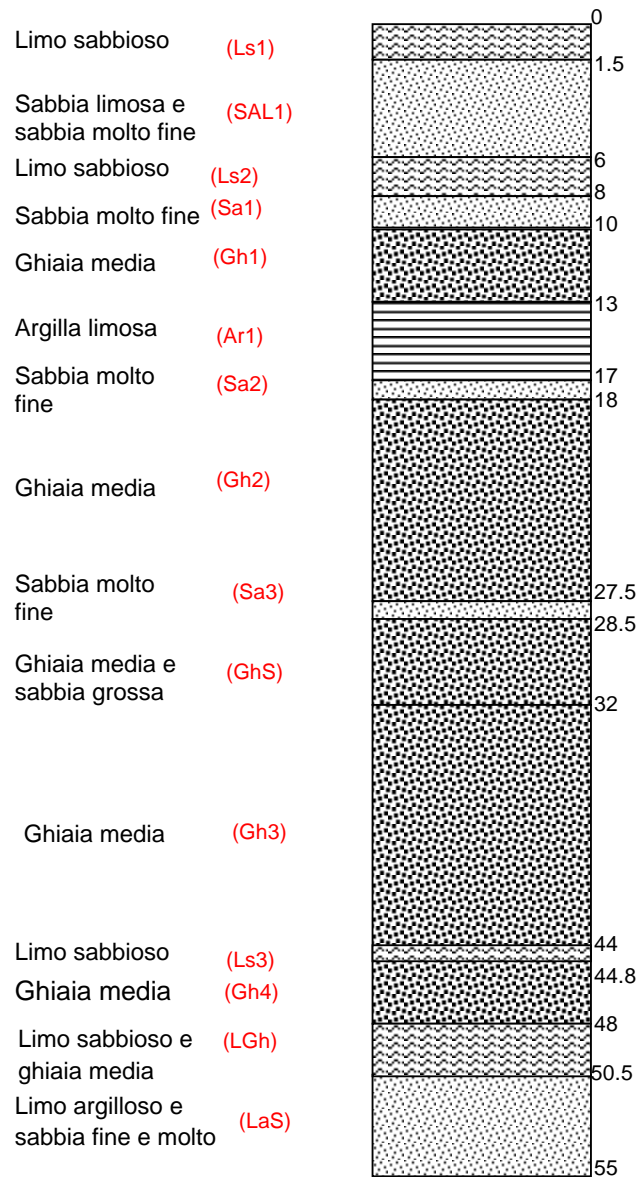 0
Limo sabbioso (Ls1)
1.5
Sabbia limosa e
sabbia molto fine (SAL1)
6
Limo sabbioso (Ls2)
8
Sabbia molto fine (Sa1)
10
Ghiaia media (Gh1)
13
Argilla limosa (Ar1)
17
Sabbia molto
fine (Sa2)
18
Ghiaia media (Gh2)
27.5
Sabbia molto
fine (Sa3)
28.5
Ghiaia media e
sabbia grossa (GhS)
32
Ghiaia media (Gh3)
44
Limo sabbioso (Ls3)
44.8
Ghiaia media (Gh4)
48
Limo sabbioso e
ghiaia media (LGh)
50.5
Limo argilloso e
sabbia fine e molto (LaS)
55